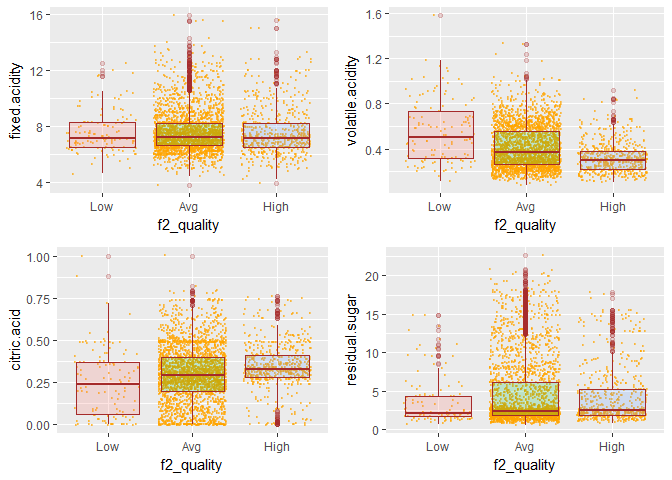 16
12
8
4
fixed.acidity
Low Avg High
f2_quality
1.6
1.2
0.8
0.4
volatile.acidity
Low Avg High
f2_quality
1.00
0.75
0.50
0.25
0.00
citric.acid
Low Avg High
f2_quality
20
15
10
5
0
residual.sugar
Low Avg High
f2_quality